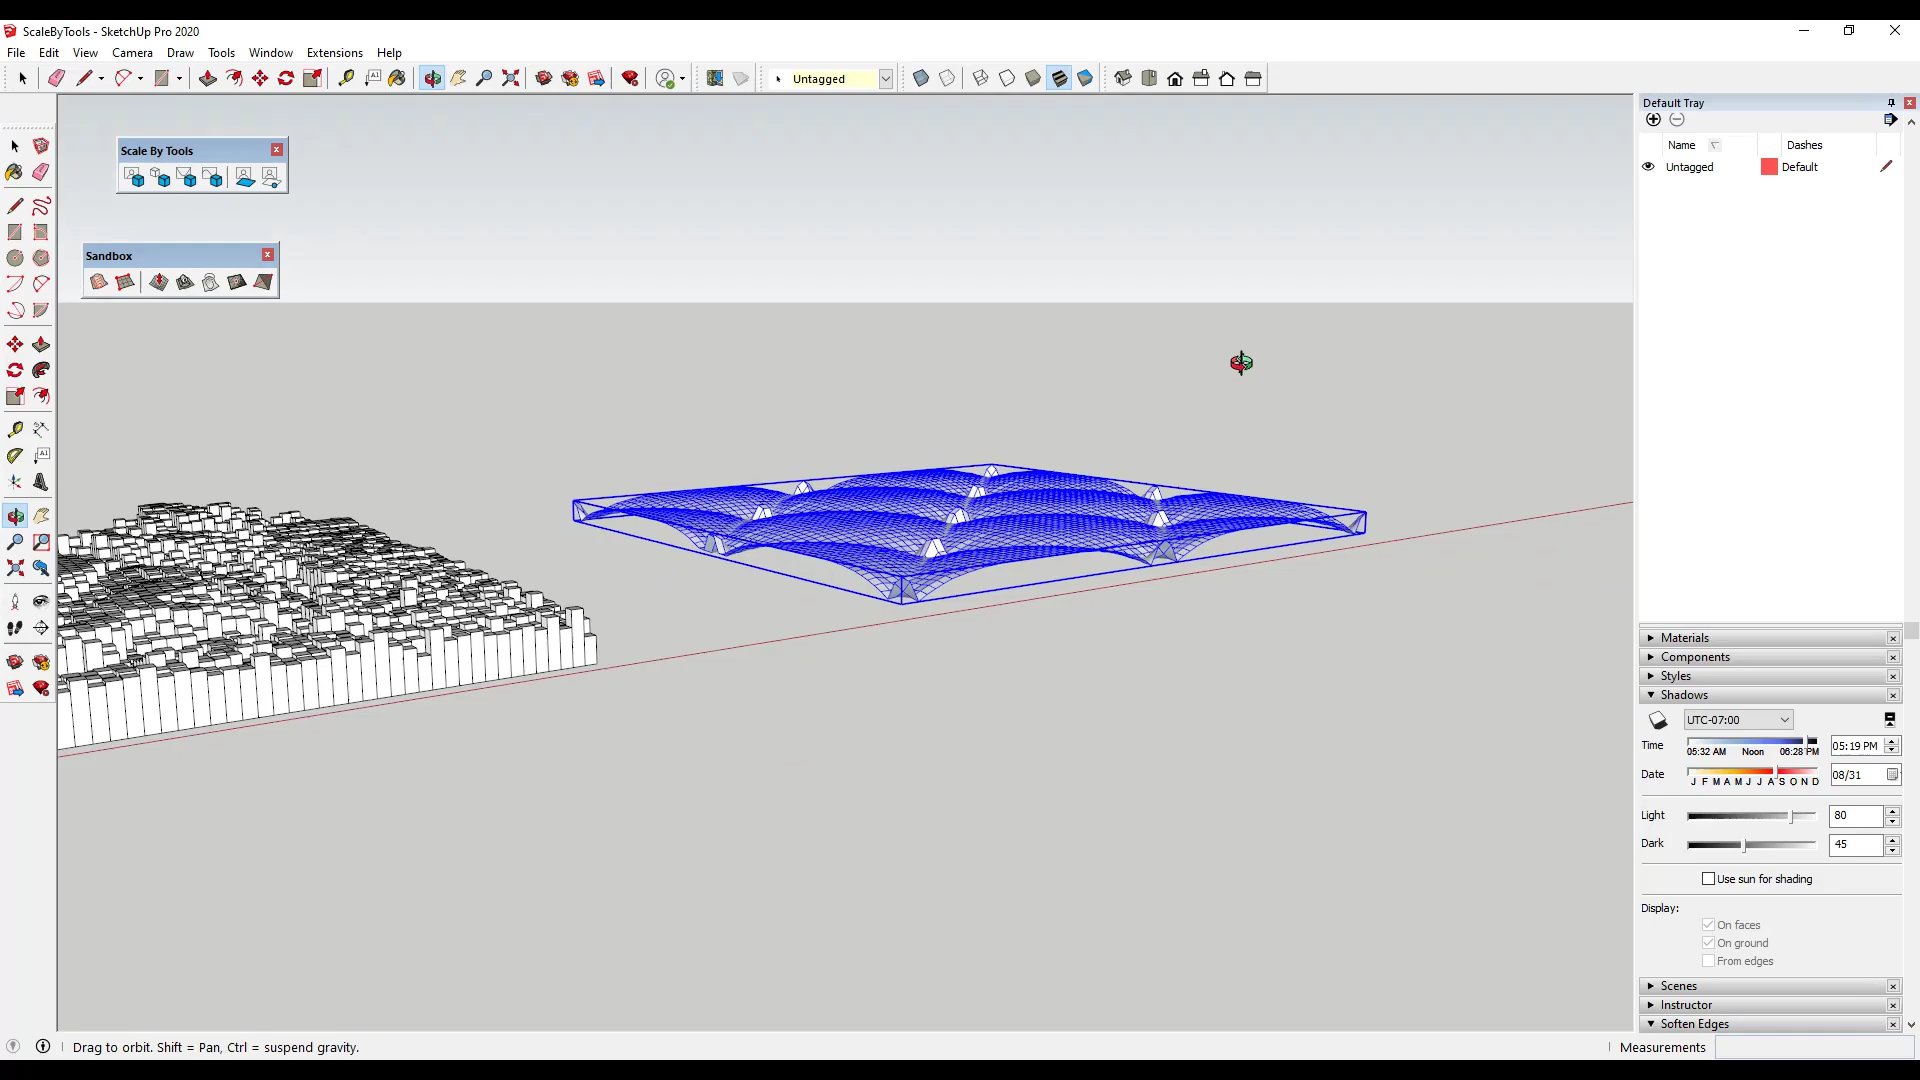 ScaleByTools - SketchUp Pro 2020
File Edit View Camera Draw Tools Window Extensions Help
A1
Untagged
Default Tray
Scale By Tools
Name Dashes
Untagged Default
Sandbox
A1
Materials
Components
Styles
Shadows
UTC-07:00
Time 05:32 AM Noon 06:28 PM 05:19 PM
Date J F M A M J J A S O N D 08/31
Light 80
Dark 45
Use sun for shading
Display:
On faces
On ground
From edges
Scenes
Instructor
Soften Edges
Drag to orbit. Shift = Pan, Ctrl = suspend gravity.
Measurements